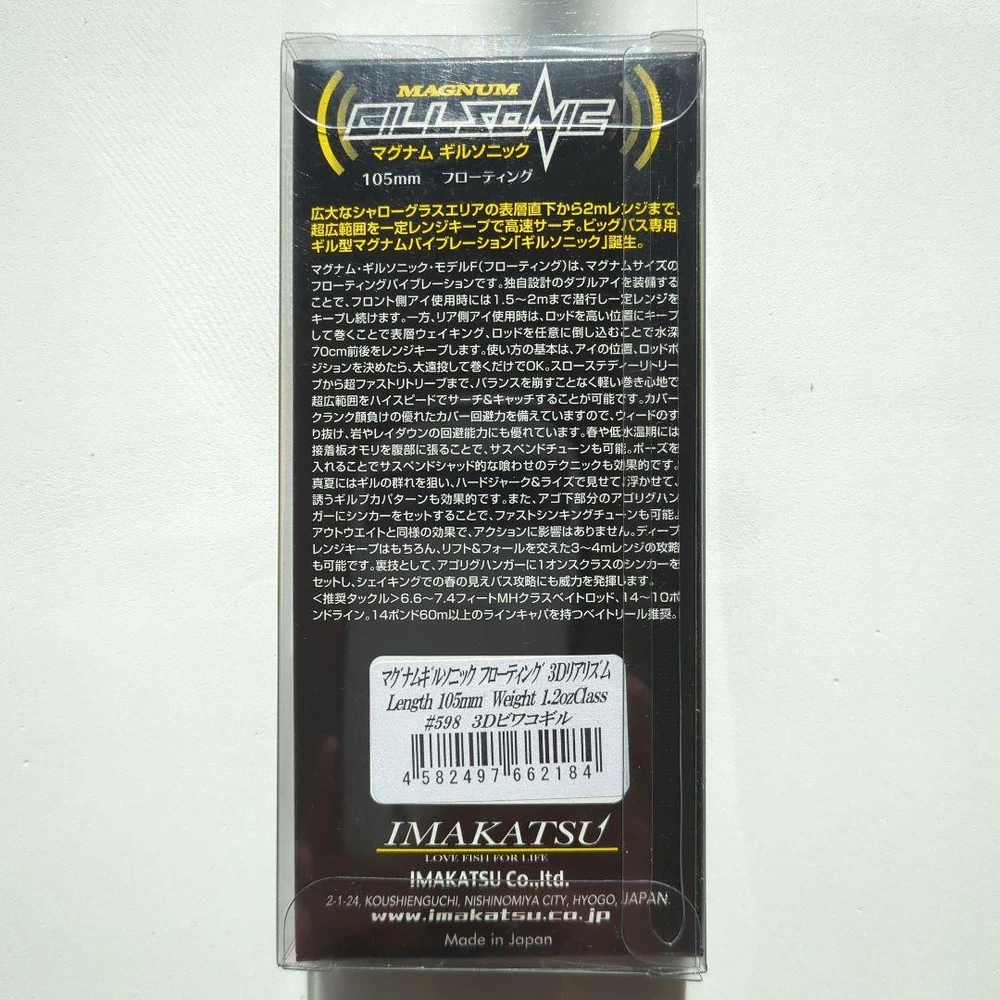 MAGNUM
GILLSONIC
マグナム ギルソニック
105mm フローティング
広大なシャローグラスエリアの表層直下から2mレンジまで、
超広範囲を一定レンジキープで高速サーチ。ビッグバス専用
ギル型マグナムバイブレーション「ギルソニック」誕生。
マグナム・ギルソニック・モデルF(フローティング)は、マグナムサイズの
フローティングバイブレーションです。独自設計のダブルアイを装備する
ことで、フロント側アイ使用時には1.5〜2mまで潜行し一定レンジを
キープし続けます。一方、リア側アイ使用時は、ロッドを高い位置にキープ
して巻くことで表層ウェイキング、ロッドを任意に倒し込むことで水深
70cm前後をレンジキープします。使い方の基本は、アイの位置、ロッドポ
ジションを決めたら、大遠投して巻くだけでOK。スローステディーリトリー
ブから超ファストリトリーブまで、バランスを崩すことなく軽い巻き心地で
超広範囲をハイスピードでサーチ&キャッチすることが可能です。カバー
クランク顔負けの優れたカバー回避力を備えていますので、ウィードのす
り抜け、岩やレイダウンの回避能力にも優れています。春や低水温期には
接着板オモリを腹部に張ることで、サスペンドチューンも可能。ポーズを
入れることでサスペンドシャッド的な喰わせのテクニックも効果的です。
真夏にはギルの群れを狙い、ハードジャーク&ライズで見せて浮かせて、
誘うギルプカパターンも効果的です。また、アゴ下部分のアゴリグハン
ガーにシンカーをセットすることで、ファストシンキングチューンも可能。
アウトウエイトと同様の効果で、アクションに影響はありません。ディープ
レンジキープはもちろん、リフト&フォールを交えた3〜4mレンジの攻略
も可能です。裏技として、アゴリグハンガーに1オンスクラスのシンカーを
セットし、シェイキングでの春の見えバス攻略にも威力を発揮します。
<推奨タックル>6.6〜7.4フィートMHクラスベイトロッド、14〜10ポ
ンドライン。14ポンド60m以上のラインキャパを持つベイトリール推奨。
マグナムギルソニック フローティング 3Dリアリズム
Length 105mm Weight 1.2ozClass
#598 3Dビワコギル
4 582497 662184
IMAKATSU
LOVE FISH FOR LIFE
IMAKATSU Co.,ltd.
2-1-24, KOUSHIENGUCHI, NISHINOMIYA CITY, HYOGO, JAPAN.
www.imakatsu.co.jp
Made in Japan